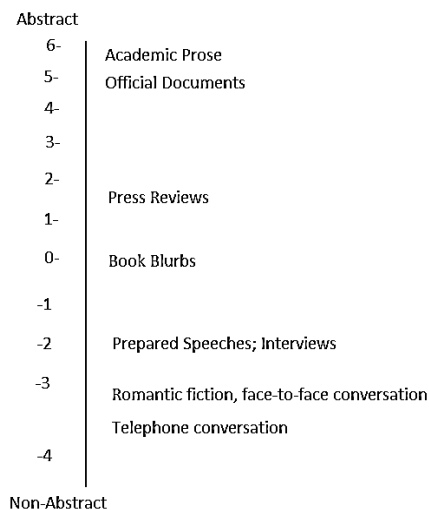 Abstract
6-
Academic Prose
5-
Official Documents
4-
3-
2-
Press Reviews
1-
0-
Book Blurbs
-1
-2
Prepared Speeches; Interviews
-3
Romantic fiction, face-to-face conversation
Telephone conversation
-4
Non-Abstract